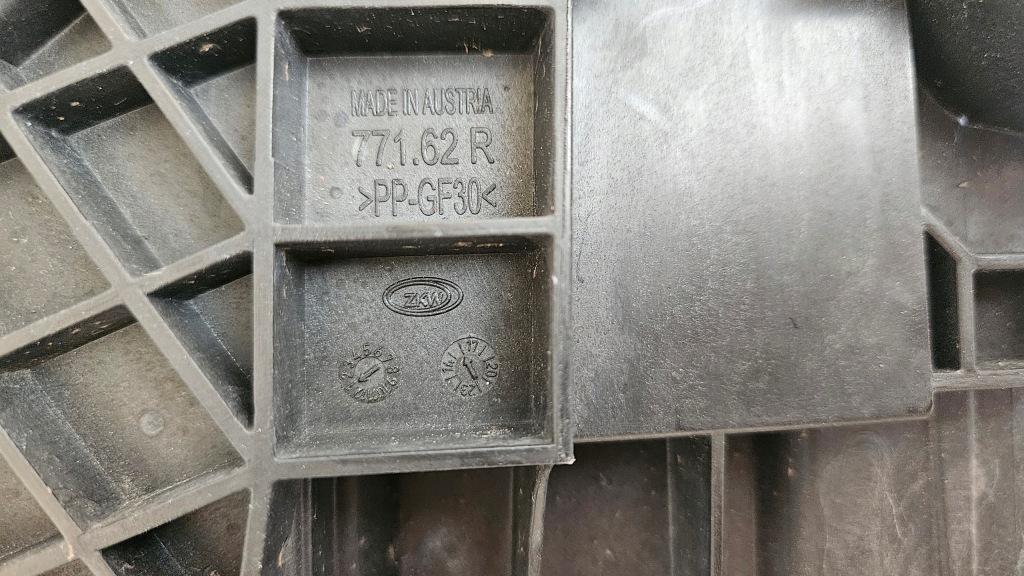 MADE IN AUSTRIA
771.62 R
>PP-GF30<
ZKW